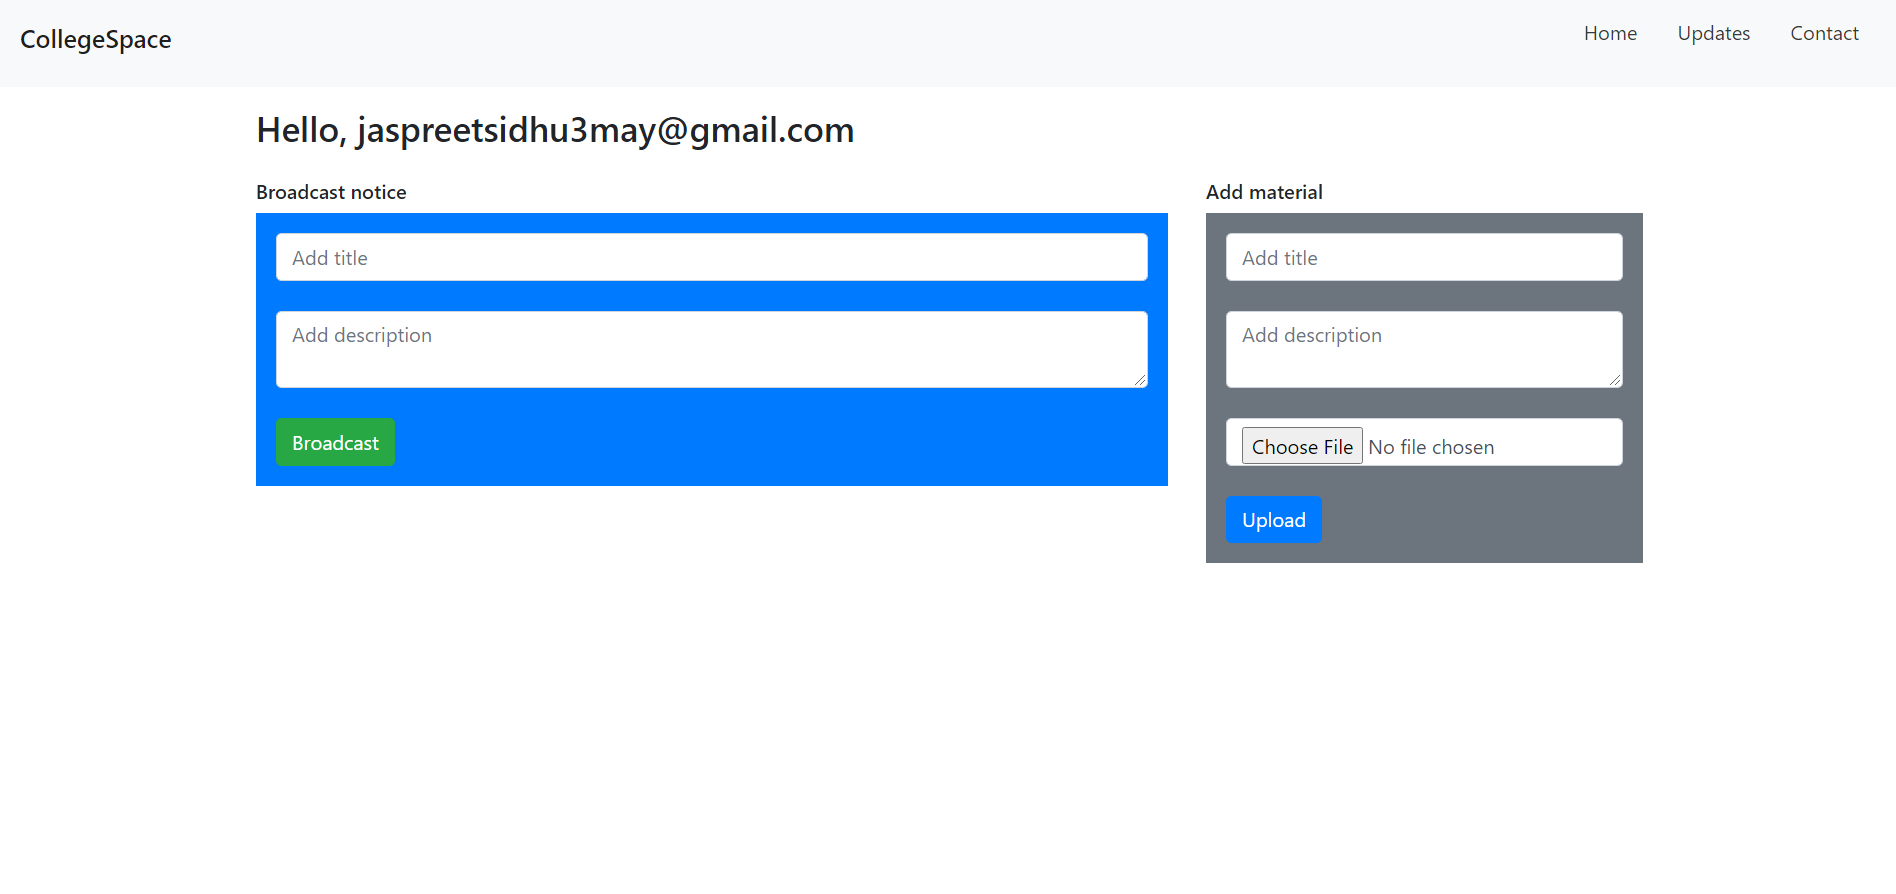 CollegeSpace
Home Updates Contact
Hello, jaspreetsidhu3may@gmail.com
Broadcast notice
Add title
Add description
Broadcast
Add material
Add title
Add description
Choose File No file chosen
Upload